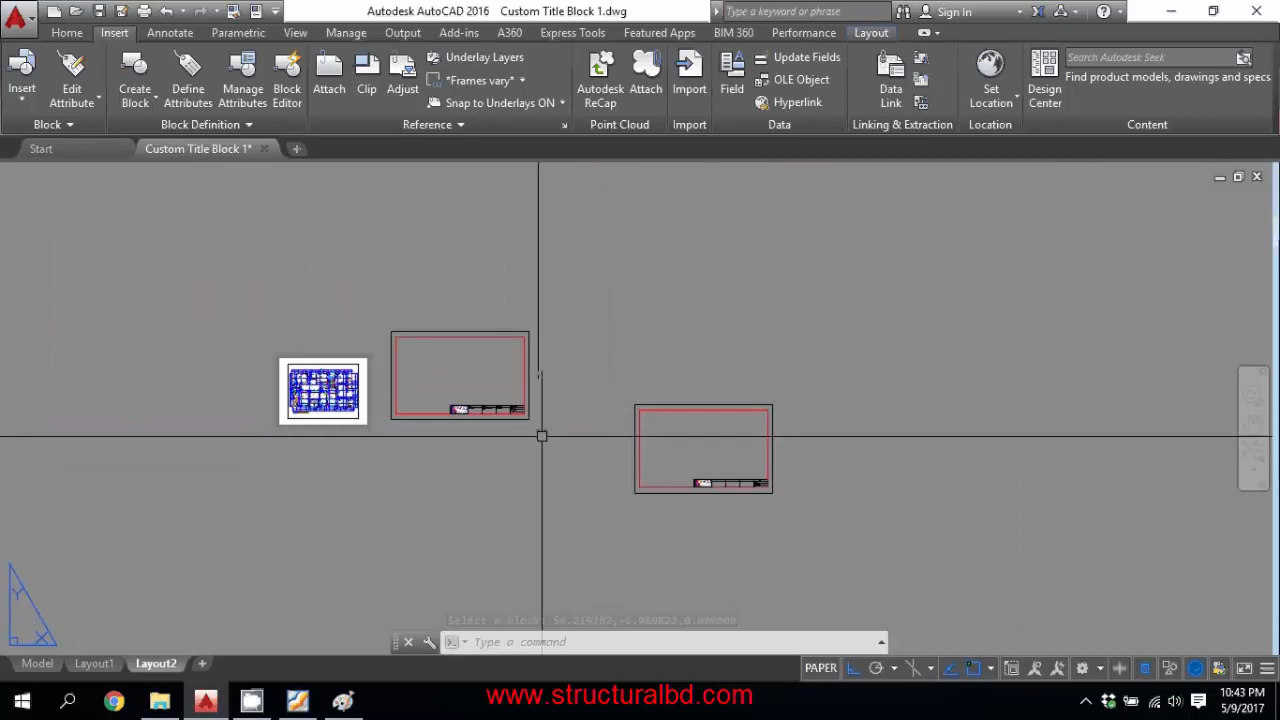 Autodesk AutoCAD 2016 Custom Title Block 1.dwg
Type a keyword or phrase
Sign In
Home Insert Annotate Parametric View Manage Output Add-ins A360 Express Tools Featured Apps BIM 360 Performance Layout
Insert
Edit Attribute
Create Block
Define Attributes
Manage Attributes
Block Editor
Attach
Clip
Adjust
Underlay Layers
*Frames vary*
Snap to Underlays ON
Autodesk ReCap
Attach
Import
Field
Update Fields
OLE Object
Hyperlink
Data Link
Set Location
Design Center
Search Autodesk Seek
Find product models, drawings and specs
Block Block Definition Reference Point Cloud Import Data Linking & Extraction Location Content
Start Custom Title Block 1*
Y
X
Type a command
Model Layout1 Layout2
PAPER
www.structuralbd.com
10:43 PM
5/9/2017